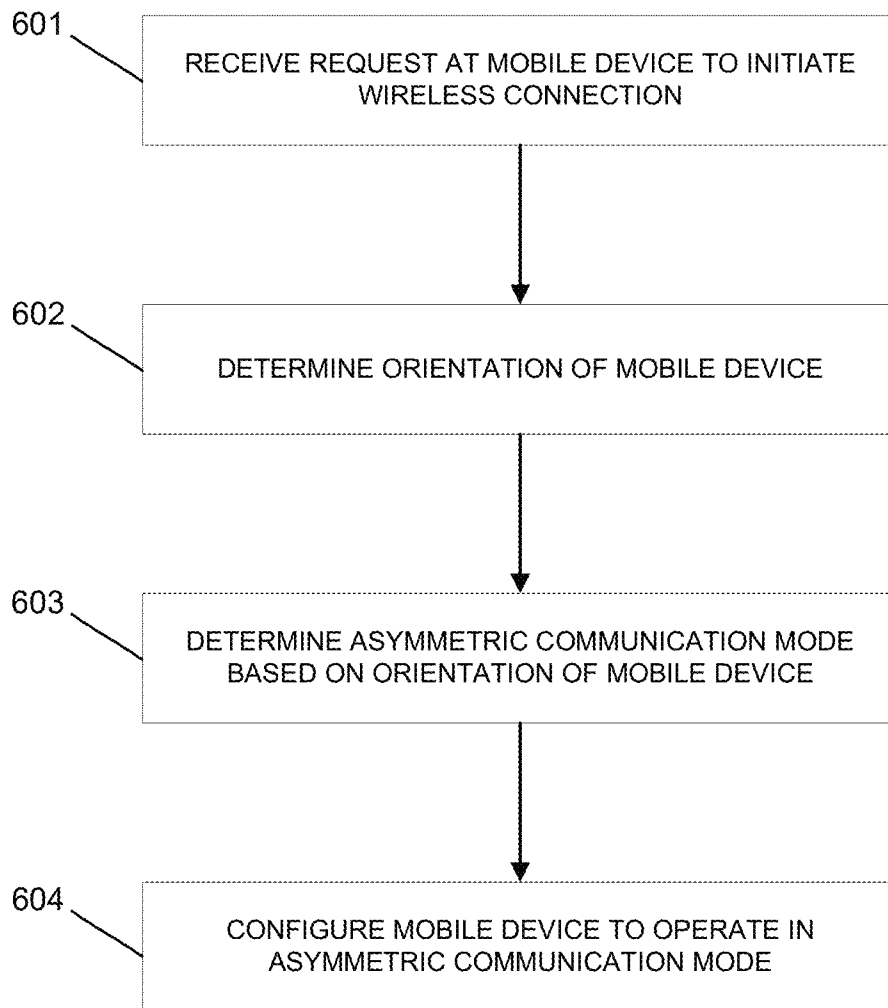 601
RECEIVE REQUEST AT MOBILE DEVICE TO INITIATE
WIRELESS CONNECTION
602
DETERMINE ORIENTATION OF MOBILE DEVICE
603
DETERMINE ASYMMETRIC COMMUNICATION MODE
BASED ON ORIENTATION OF MOBILE DEVICE
604
CONFIGURE MOBILE DEVICE TO OPERATE IN
ASYMMETRIC COMMUNICATION MODE